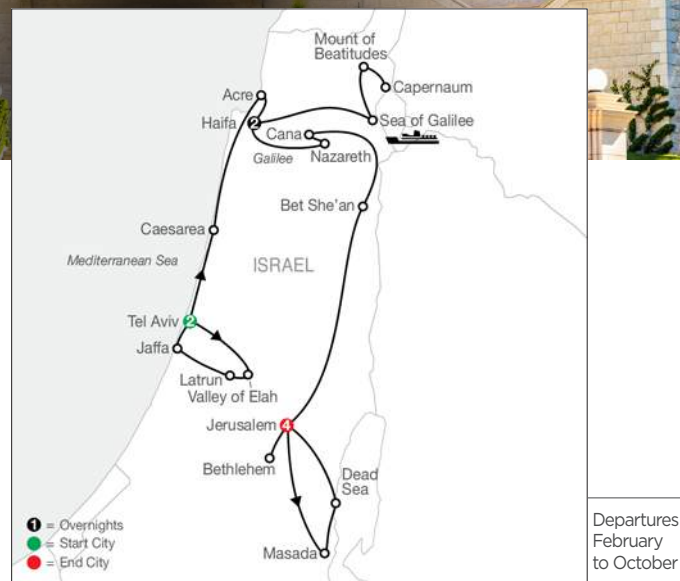 Mount of
Beatitudes
Capernaum
Acre
Haifa 2
Sea of Galilee
Cana
Galilee
Nazareth
Bet She'an
Caesarea
Mediterranean Sea
ISRAEL
Tel Aviv 2
Jaffa
Latrun
Valley of Elah
Jerusalem 4
Bethlehem
Dead
Sea
Masada
1 = Overnights
= Start City
= End City
Departures
February
to October